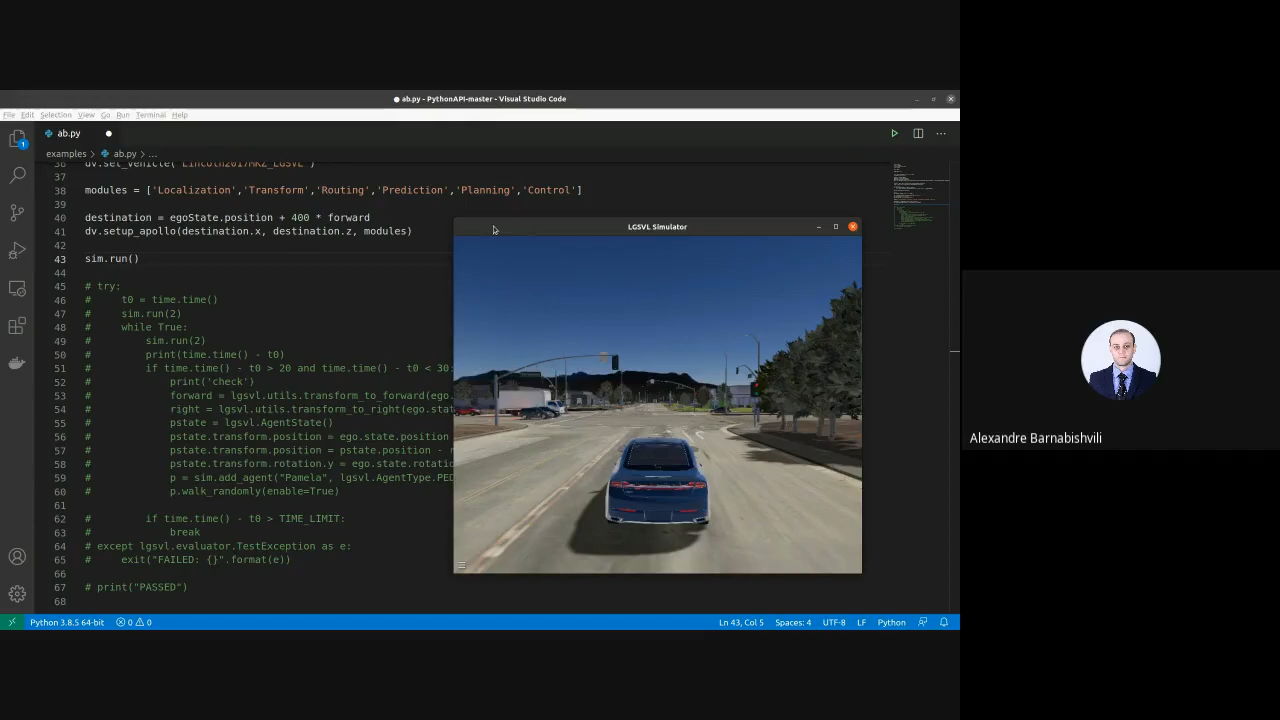 ab.py - PythonAPI-master - Visual Studio Code
File Edit Selection View Go Run Terminal Help
ab.py
examples > ab.py > ...
36 dv.set_vehicle('Lincoln2017MKZ_LGSVL')
37
38 modules = ['Localization','Transform','Routing','Prediction','Planning','Control']
39
40 destination = egoState.position + 400 * forward
41 dv.setup_apollo(destination.x, destination.z, modules)
42
43 sim.run()
44
45 # try:
46 #     t0 = time.time()
47 #     sim.run(2)
48 #     while True:
49 #         sim.run(2)
50 #         print(time.time() - t0)
51 #         if time.time() - t0 > 20 and time.time() - t0 < 30:
52 #             print('check')
53 #             forward = lgsvl.utils.transform_to_forward(ego.
54 #             right = lgsvl.utils.transform_to_right(ego.sta
55 #             pstate = lgsvl.AgentState()
56 #             pstate.transform.position = ego.state.position
57 #             pstate.transform.position = pstate.position - 
58 #             pstate.transform.rotation.y = ego.state.rotatio
59 #             p = sim.add_agent("Pamela", lgsvl.AgentType.PED
60 #             p.walk_randomly(enable=True)
61
62 #         if time.time() - t0 > TIME_LIMIT:
63 #             break
64 # except lgsvl.evaluator.TestException as e:
65 #     exit("FAILED: {}".format(e))
66
67 # print("PASSED")
68
LGSVL Simulator
1
Python 3.8.5 64-bit 0 0 Ln 43, Col 5 Spaces: 4 UTF-8 LF Python
Alexandre Barnabishvili